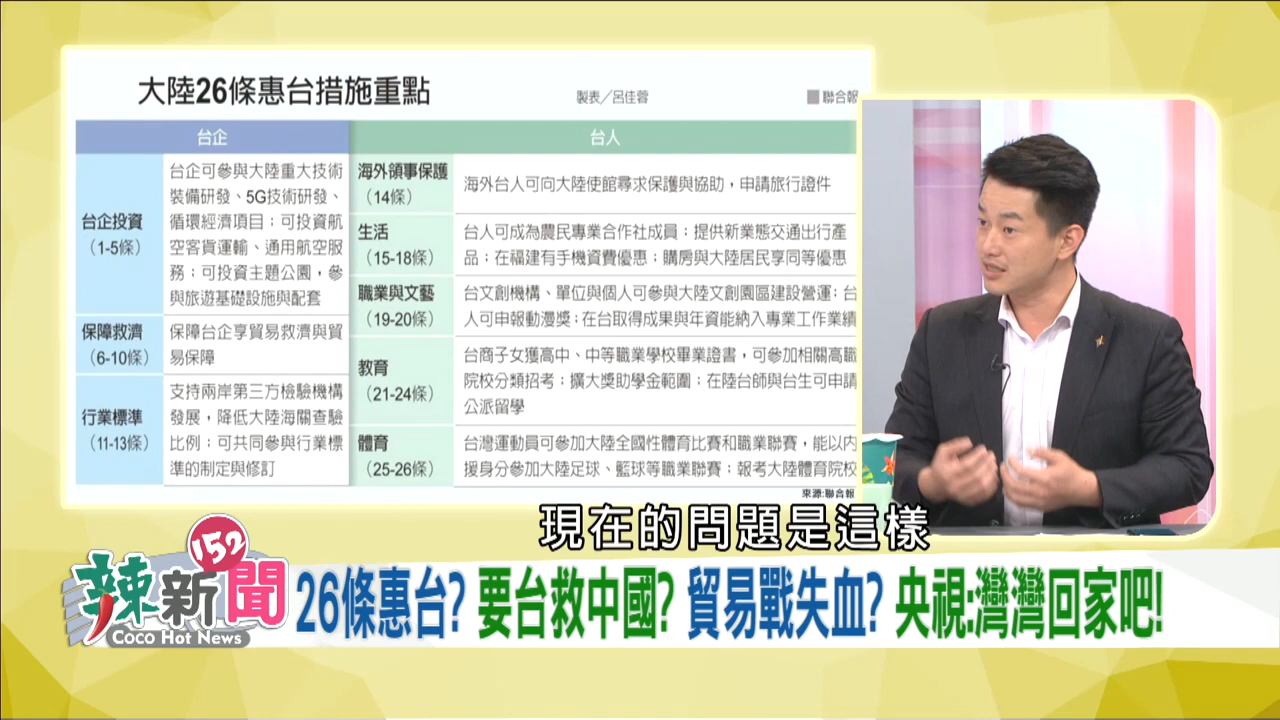 大陸26條惠台措施重點
製表╱呂佳蓉
聯合報
台企
台人
台企投資
（1-5條）
台企可參與大陸重大技術
裝備研發、5G技術研發、
循環經濟項目；可投資航
空客貨運輸、通用航空服
務；可投資主題公園，參
與旅遊基礎設施與配套
保障救濟
（6-10條）
保障台企享貿易救濟與貿
易保障
行業標準
（11-13條）
支持兩岸第三方檢驗機構
發展，降低大陸海關查驗
比例；可共同參與行業標
準的制定與修訂
海外領事保護
（14條）
海外台人可向大陸使館尋求保護與協助，申請旅行證件
生活
（15-18條）
台人可成為農民專業合作社成員；提供新業態交通出行產
品；在福建有手機資費優惠；購房與大陸居民享同等優惠
職業與文藝
（19-20條）
台文創機構、單位與個人可參與大陸文創園區建設營運；台
人可申報動漫獎；在台取得成果與年資能納入專業工作業績
教育
（21-24條）
台商子女獲高中、中等職業學校畢業證書，可參加相關高職
院校分類招考；擴大獎助學金範圍；在陸台師與台生可申請
公派留學
體育
（25-26條）
台灣運動員可參加大陸全國性體育比賽和職業聯賽，能以内
援身分參加大陸足球、籃球等職業聯賽；報考大陸體育院校
來源:聯合報
現在的問題是這樣
152
辣新聞
Coco Hot News
26條惠台? 要台救中國? 貿易戰失血? 央視:灣灣回家吧!